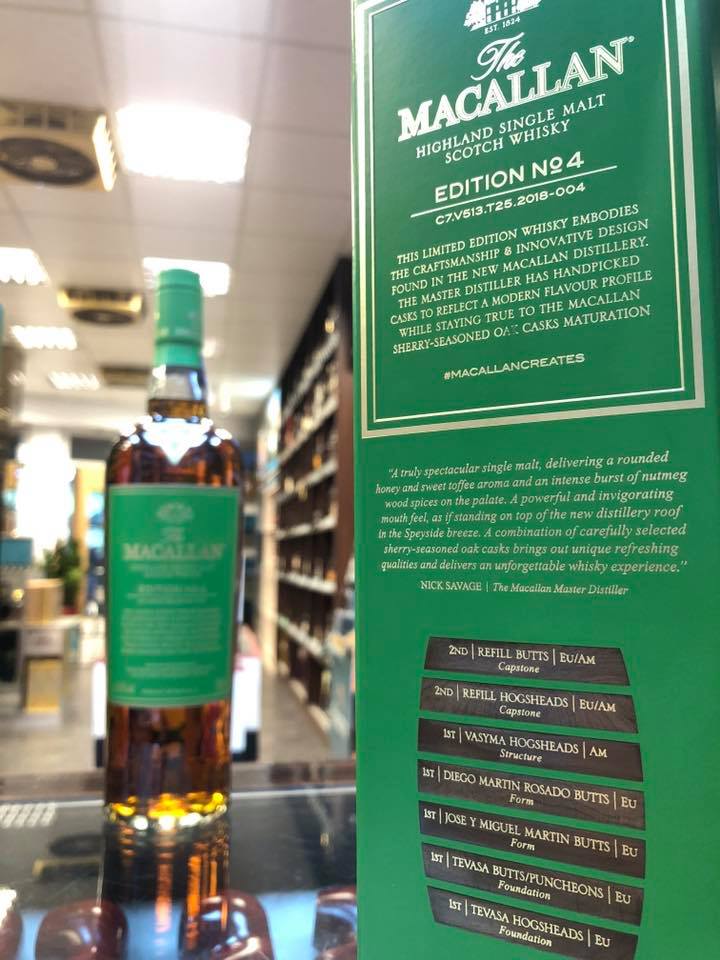 EST. 1824
The
MACALLAN®
HIGHLAND SINGLE MALT
SCOTCH WHISKY
EDITION No 4
C7.V513.T25.2018-004
THIS LIMITED EDITION WHISKY EMBODIES
THE CRAFTSMANSHIP & INNOVATIVE DESIGN
FOUND IN THE NEW MACALLAN DISTILLERY.
THE MASTER DISTILLER HAS HANDPICKED
CASKS TO REFLECT A MODERN FLAVOUR PROFILE
WHILE STAYING TRUE TO THE MACALLAN
SHERRY-SEASONED OAK CASKS MATURATION
#MACALLANCREATES
"A truly spectacular single malt, delivering a rounded
honey and sweet toffee aroma and an intense burst of nutmeg
wood spices on the palate. A powerful and invigorating
mouth feel, as if standing on top of the new distillery roof
in the Speyside breeze. A combination of carefully selected
sherry-seasoned oak casks brings out unique refreshing
qualities and delivers an unforgettable whisky experience."
NICK SAVAGE | The Macallan Master Distiller
2ND | REFILL BUTTS | EU/AM
Capstone
2ND | REFILL HOGSHEADS | EU/AM
Capstone
1ST | VASYMA HOGSHEADS | AM
Structure
1ST | DIEGO MARTIN ROSADO BUTTS | EU
Form
1ST | JOSE Y MIGUEL MARTIN BUTTS | EU
Form
1ST | TEVASA BUTTS/PUNCHEONS | EU
Foundation
1ST | TEVASA HOGSHEADS | EU
Foundation
The
MACALLAN